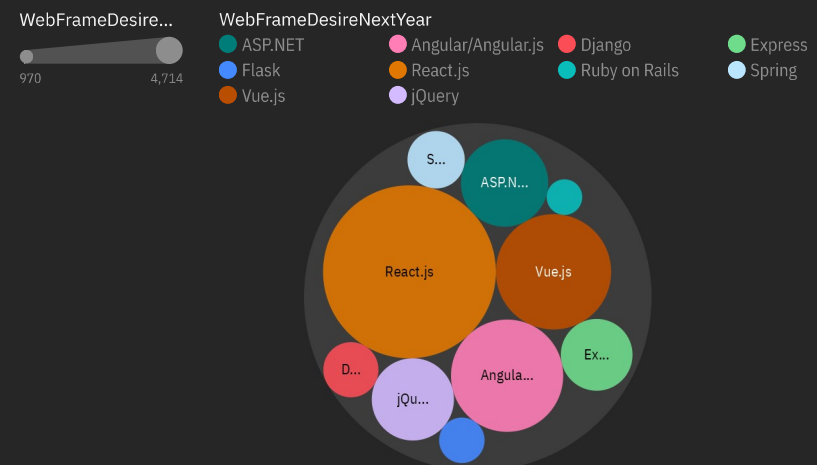 WebFrameDesire...
970 4,714
WebFrameDesireNextYear
ASP.NET Angular/Angular.js Django Express
Flask React.js Ruby on Rails Spring
Vue.js jQuery
S...
ASP.N...
React.js
Vue.js
Ex...
D...
Angula...
jQu...